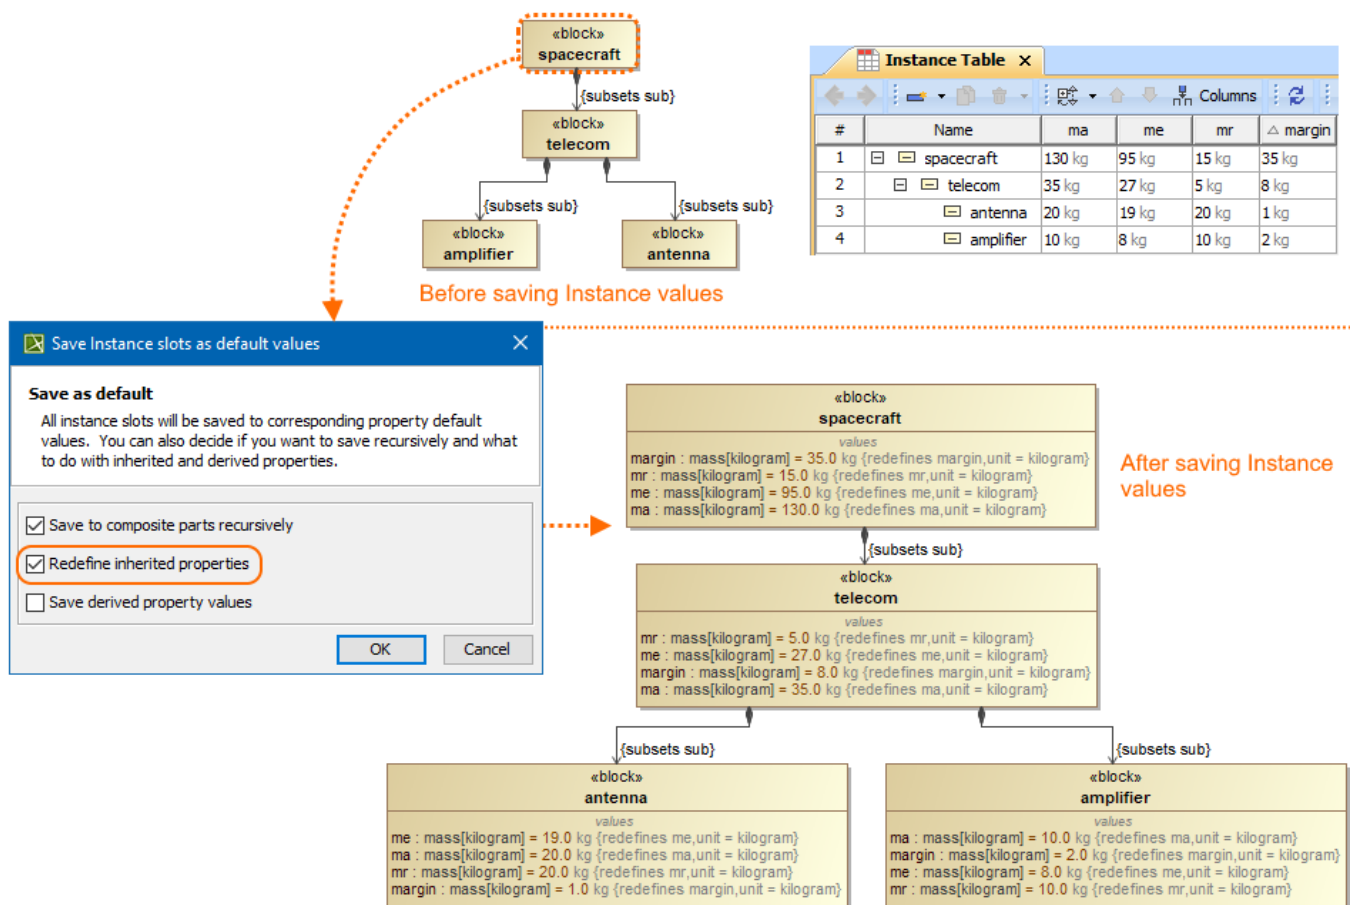 «block»
spacecraft
{subsets sub}
«block»
telecom
{subsets sub}
{subsets sub}
«block»
amplifier
«block»
antenna
Before saving Instance values
Instance Table X
Columns
# Name ma me mr margin
1 spacecraft 130 kg 95 kg 15 kg 35 kg
2 telecom 35 kg 27 kg 5 kg 8 kg
3 antenna 20 kg 19 kg 20 kg 1 kg
4 amplifier 10 kg 8 kg 10 kg 2 kg
Save Instance slots as default values
Save as default
All instance slots will be saved to corresponding property default
values. You can also decide if you want to save recursively and what
to do with inherited and derived properties.
Save to composite parts recursively
Redefine inherited properties
Save derived property values
OK Cancel
After saving Instance
values
«block»
spacecraft
values
margin : mass[kilogram] = 35.0 kg {redefines margin,unit = kilogram}
mr : mass[kilogram] = 15.0 kg {redefines mr,unit = kilogram}
me : mass[kilogram] = 95.0 kg {redefines me,unit = kilogram}
ma : mass[kilogram] = 130.0 kg {redefines ma,unit = kilogram}
{subsets sub}
«block»
telecom
values
mr : mass[kilogram] = 5.0 kg {redefines mr,unit = kilogram}
me : mass[kilogram] = 27.0 kg {redefines me,unit = kilogram}
margin : mass[kilogram] = 8.0 kg {redefines margin,unit = kilogram}
ma : mass[kilogram] = 35.0 kg {redefines ma,unit = kilogram}
{subsets sub}
{subsets sub}
«block»
antenna
values
me : mass[kilogram] = 19.0 kg {redefines me,unit = kilogram}
ma : mass[kilogram] = 20.0 kg {redefines ma,unit = kilogram}
mr : mass[kilogram] = 20.0 kg {redefines mr,unit = kilogram}
margin : mass[kilogram] = 1.0 kg {redefines margin,unit = kilogram}
«block»
amplifier
values
ma : mass[kilogram] = 10.0 kg {redefines ma,unit = kilogram}
margin : mass[kilogram] = 2.0 kg {redefines margin,unit = kilogram}
me : mass[kilogram] = 8.0 kg {redefines me,unit = kilogram}
mr : mass[kilogram] = 10.0 kg {redefines mr,unit = kilogram}